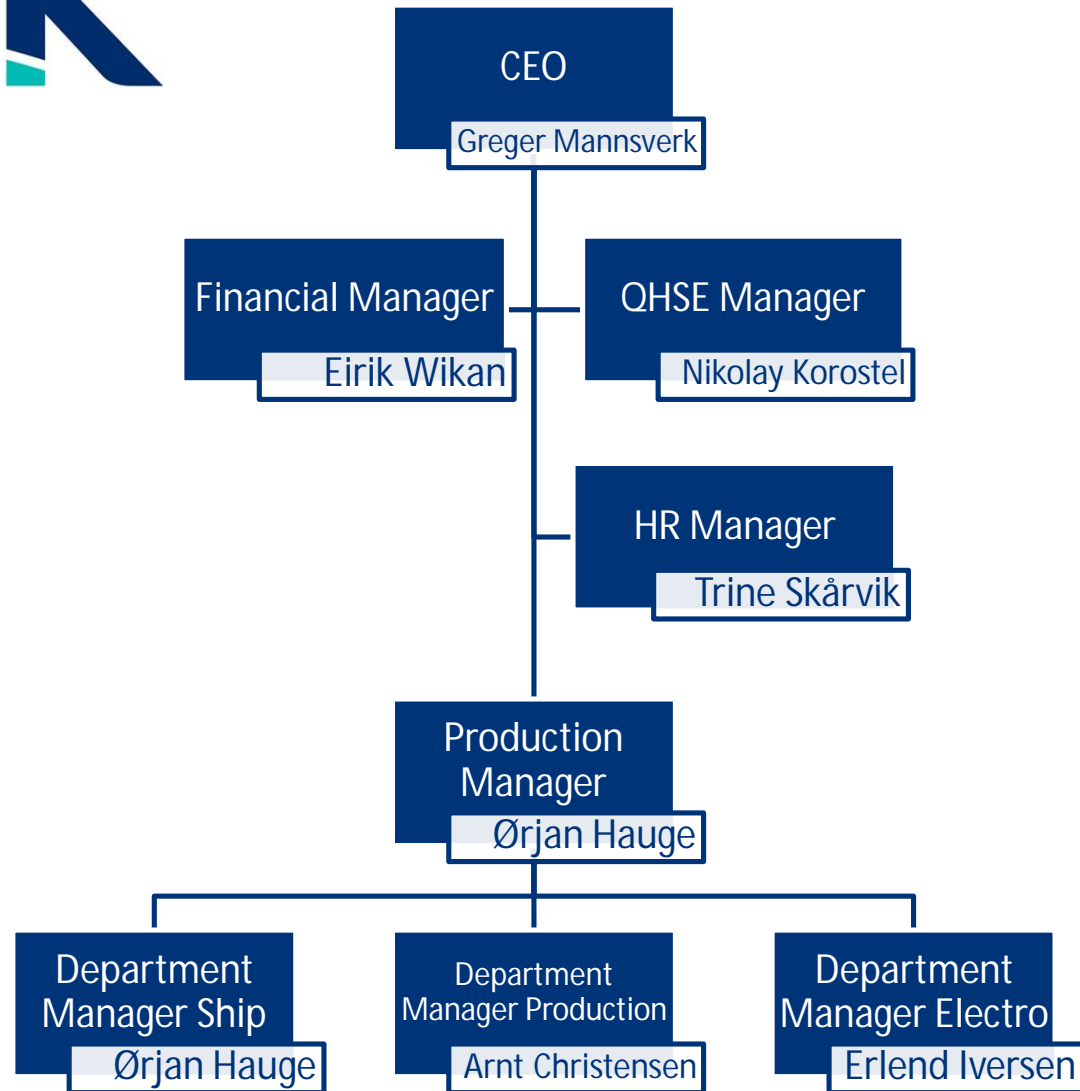 CEO
Greger Mannsverk
Financial Manager
Eirik Wikan
QHSE Manager
Nikolay Korostel
HR Manager
Trine Skårvik
Production
Manager
Ørjan Hauge
Department
Manager Ship
Ørjan Hauge
Department
Manager Production
Arnt Christensen
Department
Manager Electro
Erlend Iversen